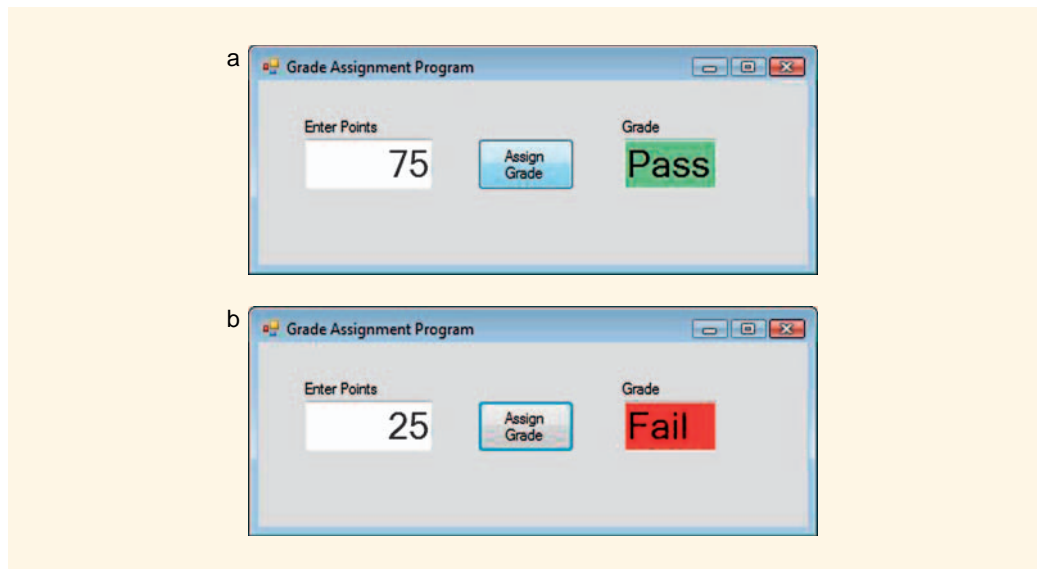 a
Grade Assignment Program
Enter Points
Grade
75
Assign
Grade
Pass
b
Grade Assignment Program
Enter Points
Grade
25
Assign
Grade
Fail